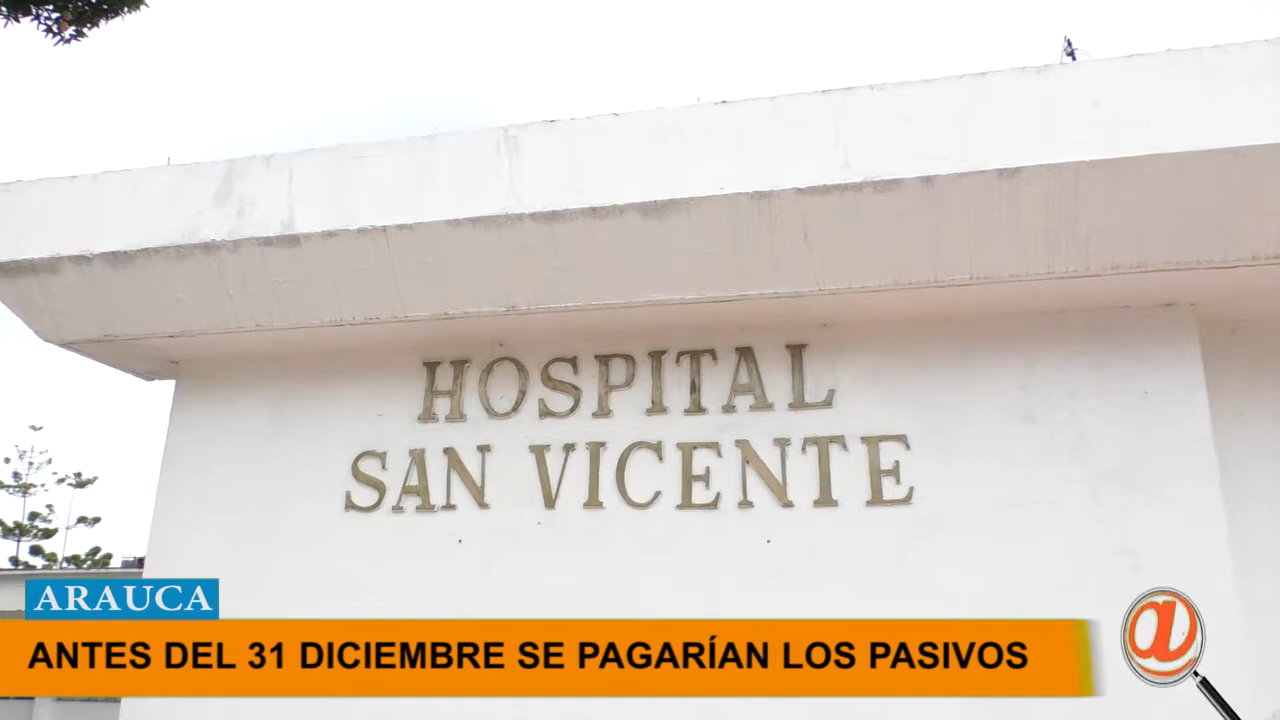 HOSPITAL
SAN VICENTE
ARAUCA
ANTES DEL 31 DICIEMBRE SE PAGARÍAN LOS PASIVOS
@